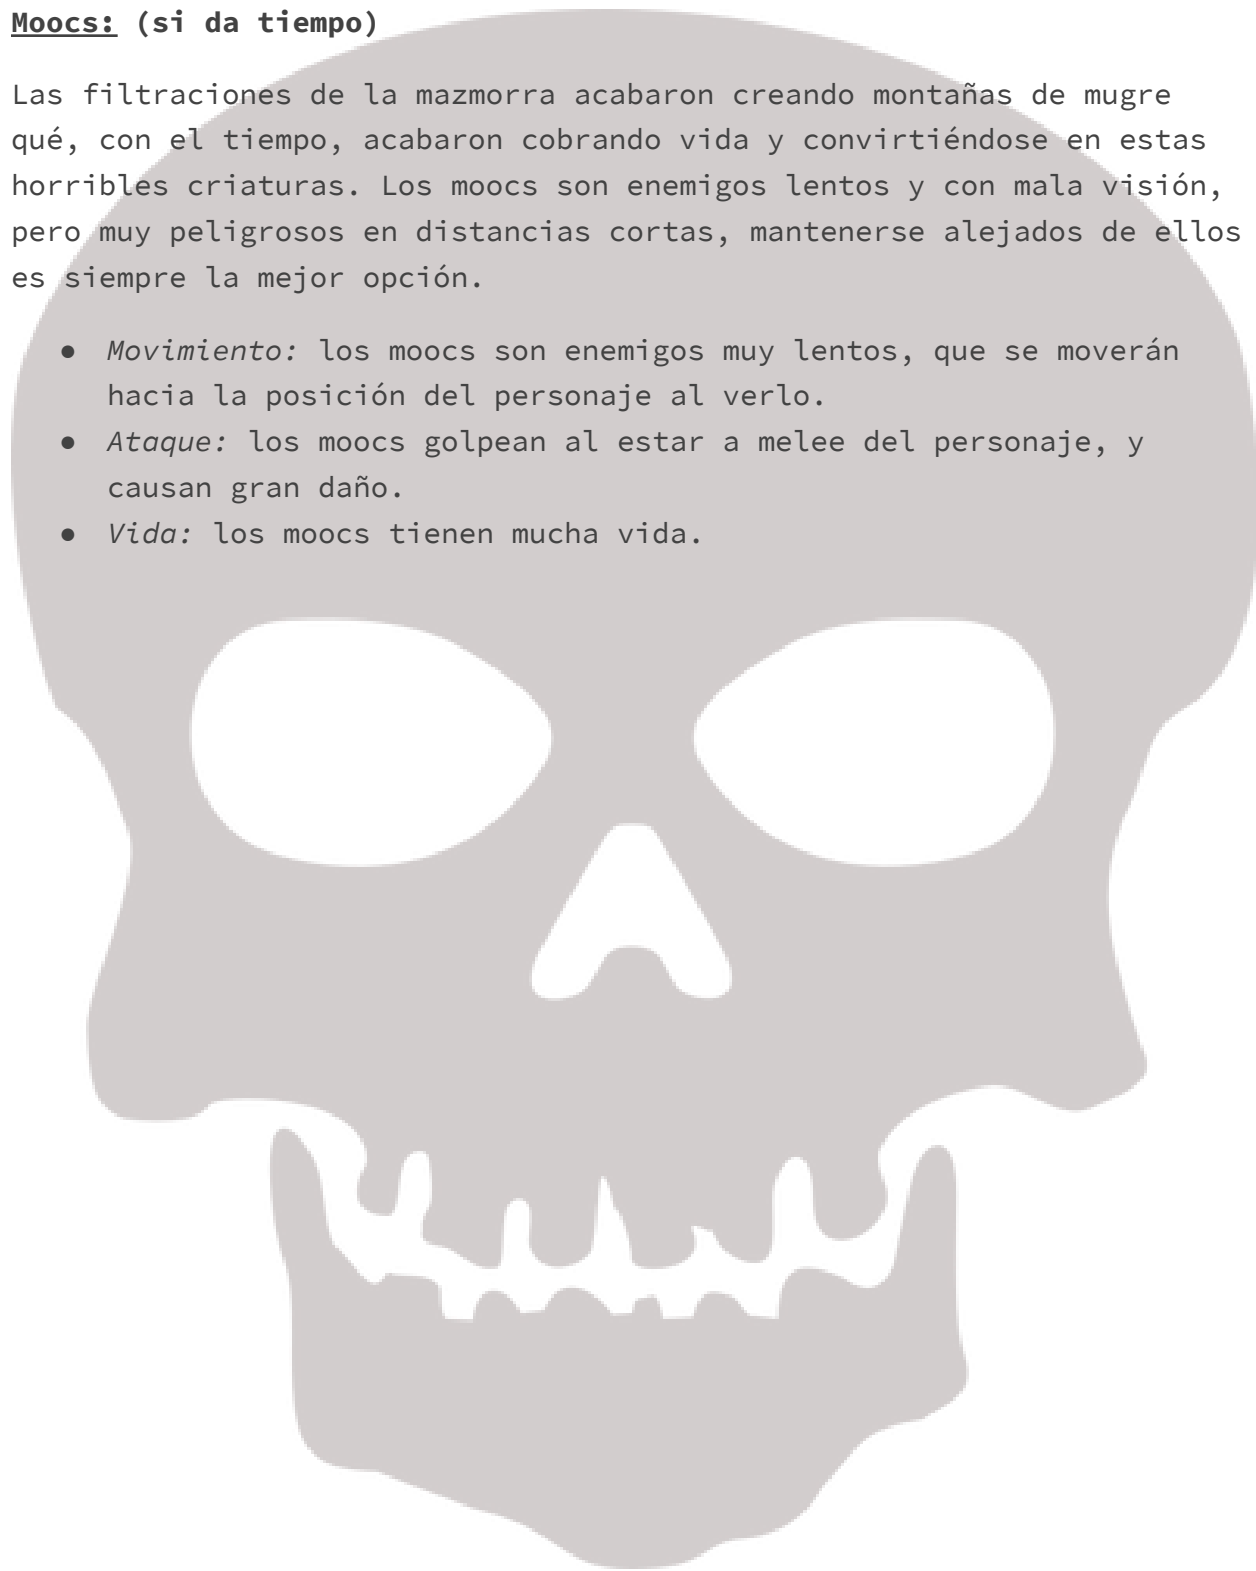 Moocs: (si da tiempo)
Las filtraciones de la mazmorra acabaron creando montañas de mugre
qué, con el tiempo, acabaron cobrando vida y convirtiéndose en estas
horribles criaturas. Los moocs son enemigos lentos y con mala visión,
pero muy peligrosos en distancias cortas, mantenerse alejados de ellos
es siempre la mejor opción.
● Movimiento: los moocs son enemigos muy lentos, que se moverán
hacia la posición del personaje al verlo.
● Ataque: los moocs golpean al estar a melee del personaje, y
causan gran daño.
● Vida: los moocs tienen mucha vida.